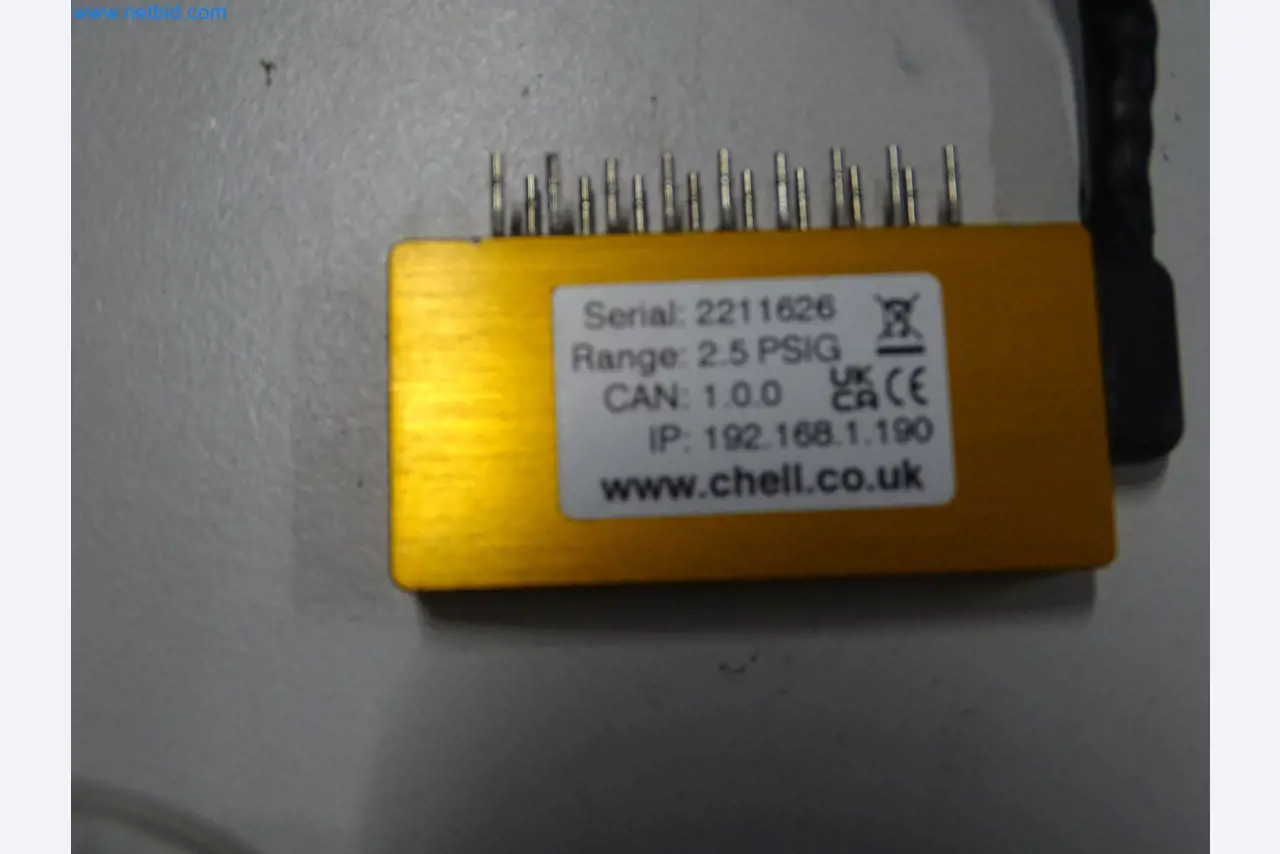 www.netbid.com
Serial: 2211626
Range: 2.5 PSIG
CAN: 1.0.0
UK
CA CE
IP: 192.168.1.190
www.chell.co.uk